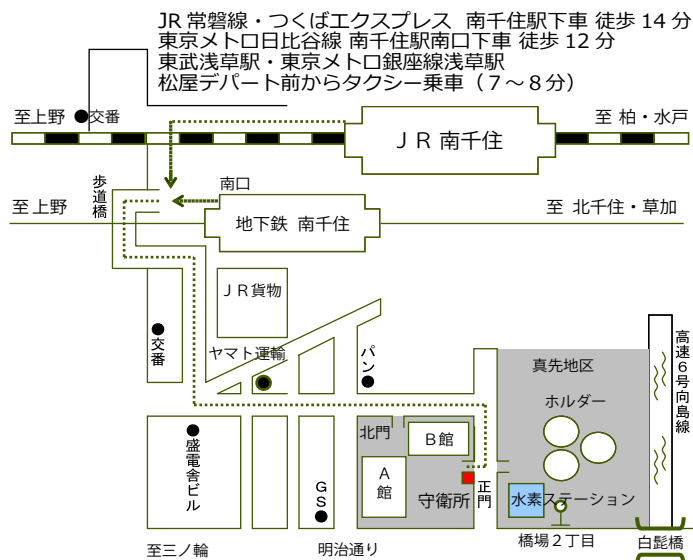 JR 常磐線・つくばエクスプレス 南千住駅下車 徒歩 14 分
東京メトロ日比谷線 南千住駅南口下車 徒歩 12 分
東武浅草駅・東京メトロ銀座線浅草駅
松屋デパート前からタクシー乗車（７～８分）
至上野
交番
ＪＲ 南千住
至 柏・水戸
歩道橋
南口
至 上野
地下鉄 南千住
至 北千住・草加
ＪＲ貨物
交番
ヤマト運輸
パン
真先地区
高速６号向島線
ホルダー
北門
Ｂ館
盛電舎ビル
Ａ館
ＧＳ
守衛所
正門
水素ステーション
至三ノ輪
明治通り
橋場２丁目
白髭橋